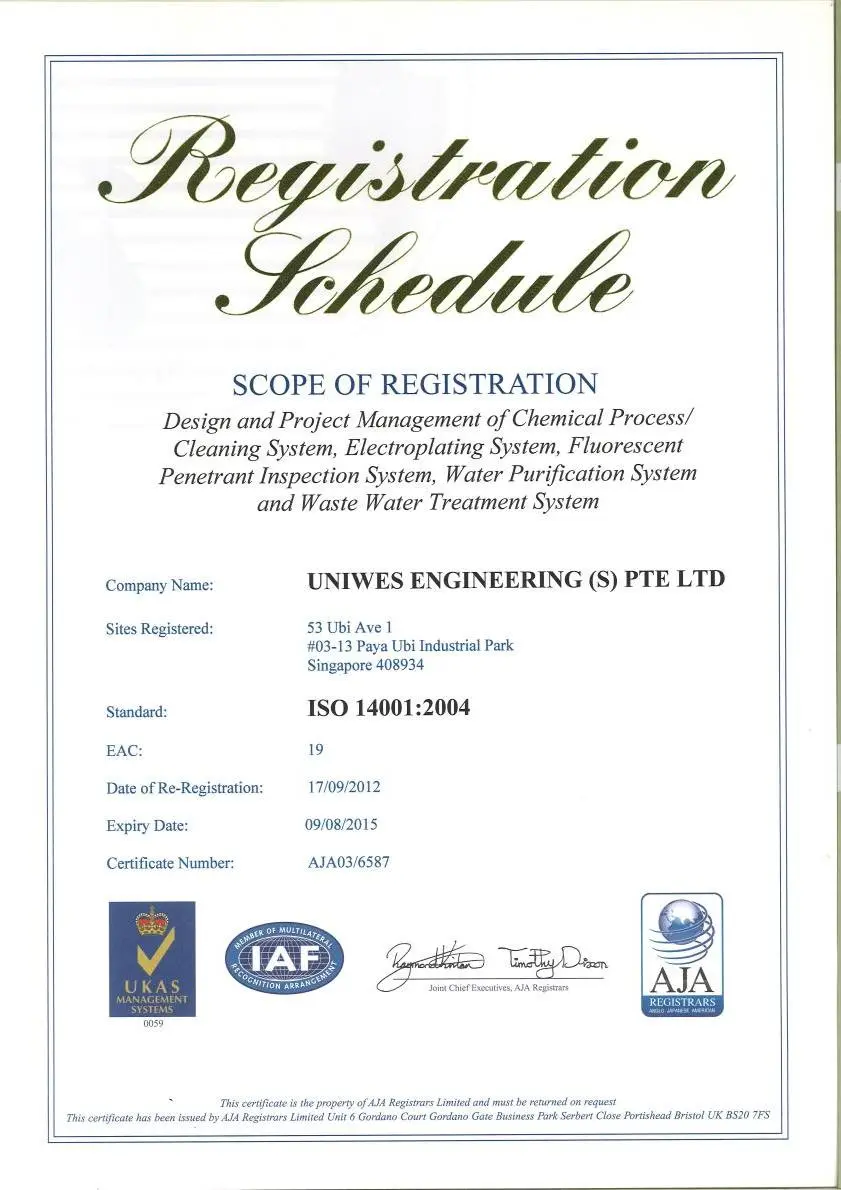 Registration
Schedule
SCOPE OF REGISTRATION
Design and Project Management of Chemical Process/
Cleaning System, Electroplating System, Fluorescent
Penetrant Inspection System, Water Purification System
and Waste Water Treatment System
Company Name: UNIWES ENGINEERING (S) PTE LTD
Sites Registered: 53 Ubi Ave 1
#03-13 Paya Ubi Industrial Park
Singapore 408934
Standard: ISO 14001:2004
EAC: 19
Date of Re-Registration: 17/09/2012
Expiry Date: 09/08/2015
Certificate Number: AJA03/6587
UKAS
MANAGEMENT
SYSTEMS
0059
MEMBER OF MULTILATERAL
IAF
RECOGNITION ARRANGEMENT
Timothy Dixon
Joint Chief Executives, AJA Registrars
AJA
REGISTRARS
ANGLO JAPANESE AMERICAN
This certificate is the property of AJA Registrars Limited and must be returned on request
This certificate has been issued by AJA Registrars Limited Unit 6 Gordano Court Gordano Gate Business Park Serbert Close Portishead Bristol UK BS20 7FS